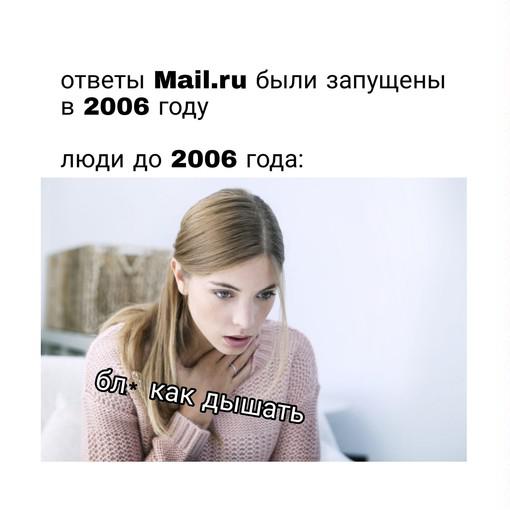 ответы Mail.ru были запущены
в 2006 году
люди до 2006 года:
бл* как дышать